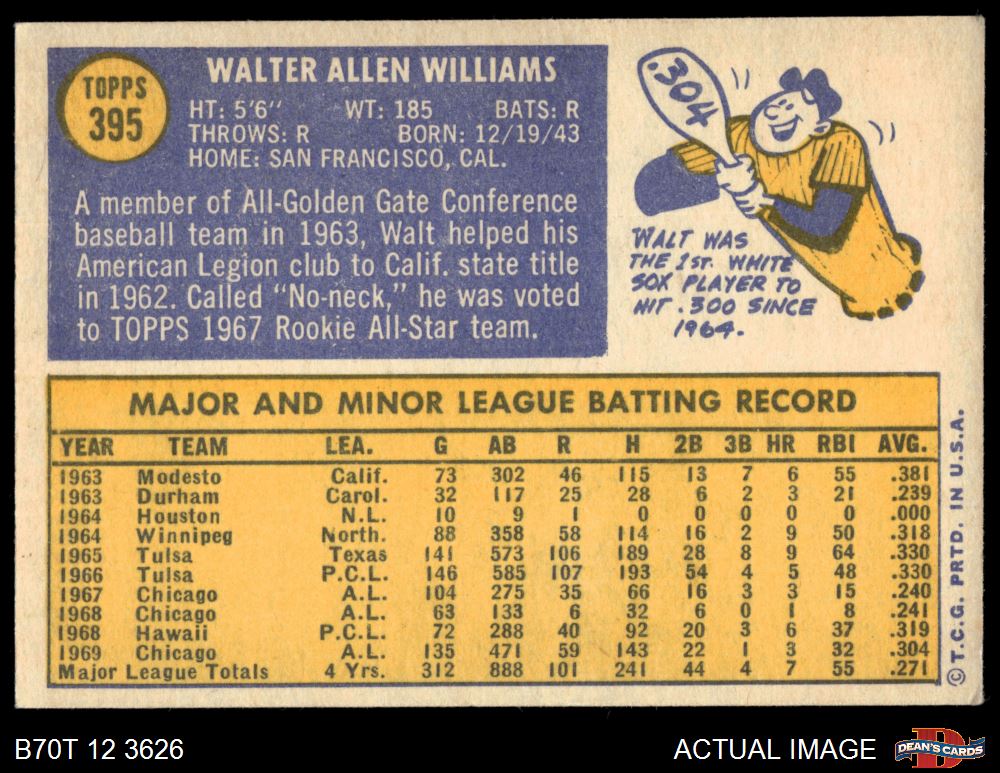 TOPPS
395
WALTER ALLEN WILLIAMS
HT: 5'6" WT: 185 BATS: R
THROWS: R BORN: 12/19/43
HOME: SAN FRANCISCO, CAL.
A member of All-Golden Gate Conference
baseball team in 1963, Walt helped his
American Legion club to Calif. state title
in 1962. Called "No-neck," he was voted
to TOPPS 1967 Rookie All-Star team.
.304
WALT WAS
THE 1ST. WHITE
SOX PLAYER TO
HIT .300 SINCE
1964.
MAJOR AND MINOR LEAGUE BATTING RECORD
YEAR TEAM LEA. G AB R H 2B 3B HR RBI AVG.
1963 Modesto Calif. 73 302 46 115 13 7 6 55 .381
1963 Durham Carol. 32 117 25 28 6 2 3 21 .239
1964 Houston N.L. 10 9 1 0 0 0 0 0 .000
1964 Winnipeg North. 88 358 58 114 16 2 9 50 .318
1965 Tulsa Texas 141 573 106 189 28 8 9 64 .330
1966 Tulsa P.C.L. 146 585 107 193 54 4 5 48 .330
1967 Chicago A.L. 104 275 35 66 16 3 3 15 .240
1968 Chicago A.L. 63 133 6 32 6 0 1 8 .241
1968 Hawaii P.C.L. 72 288 40 92 20 3 6 37 .319
1969 Chicago A.L. 135 471 59 143 22 1 3 32 .304
Major League Totals 4 Yrs. 312 888 101 241 44 4 7 55 .271
© T.C.G. PRTD. IN U.S.A.
B70T 12 3626
ACTUAL IMAGE
D
DEAN'S CARDS